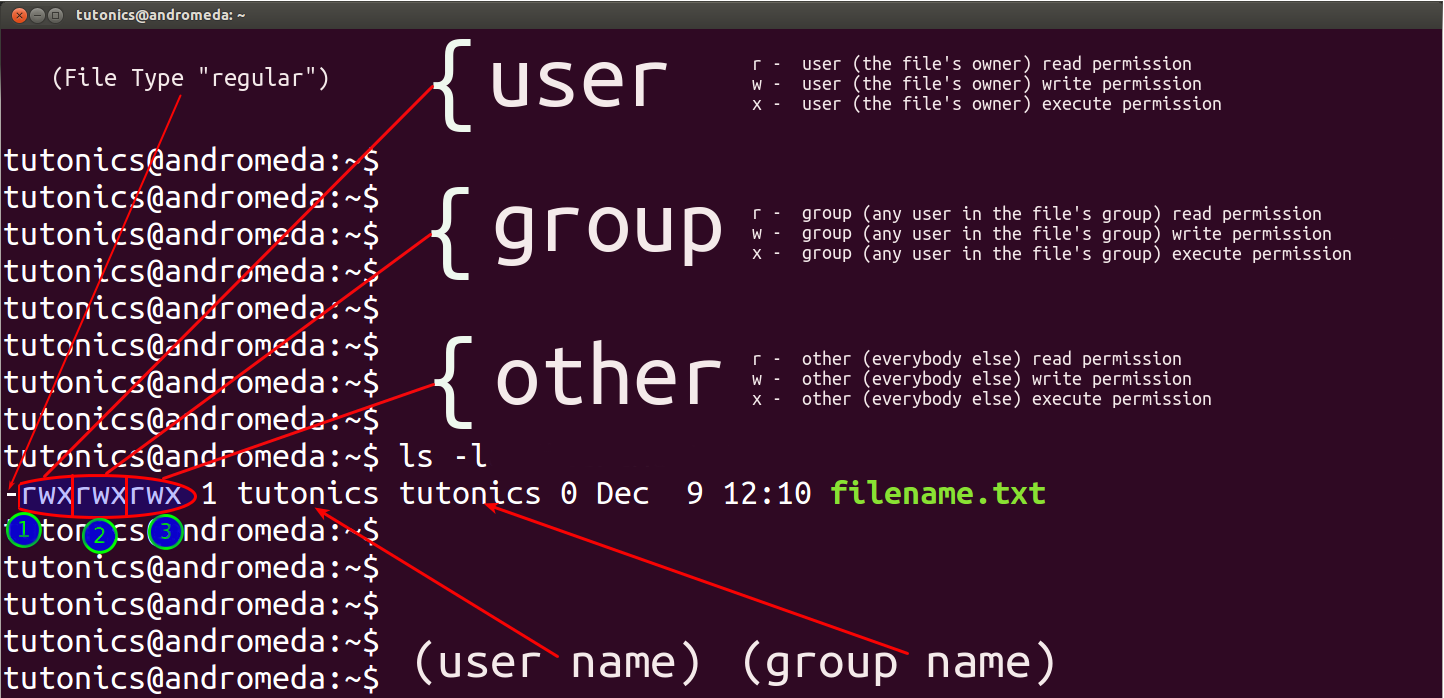 tutonics@andromeda: ~
(File Type "regular")
{ user
r - user (the file's owner) read permission
w - user (the file's owner) write permission
x - user (the file's owner) execute permission
tutonics@andromeda:~$
tutonics@andromeda:~$
{ group
r - group (any user in the file's group) read permission
w - group (any user in the file's group) write permission
x - group (any user in the file's group) execute permission
tutonics@andromeda:~$
tutonics@andromeda:~$
tutonics@andromeda:~$
{ other
r - other (everybody else) read permission
w - other (everybody else) write permission
x - other (everybody else) execute permission
tutonics@andromeda:~$
tutonics@andromeda:~$
tutonics@andromeda:~$
tutonics@andromeda:~$ ls -l
-rwxrwxrwx 1 tutonics tutonics 0 Dec  9 12:10 filename.txt
1 2 3
tutonics@andromeda:~$
tutonics@andromeda:~$
tutonics@andromeda:~$
tutonics@andromeda:~$
tutonics@andromeda:~$
(user name) (group name)